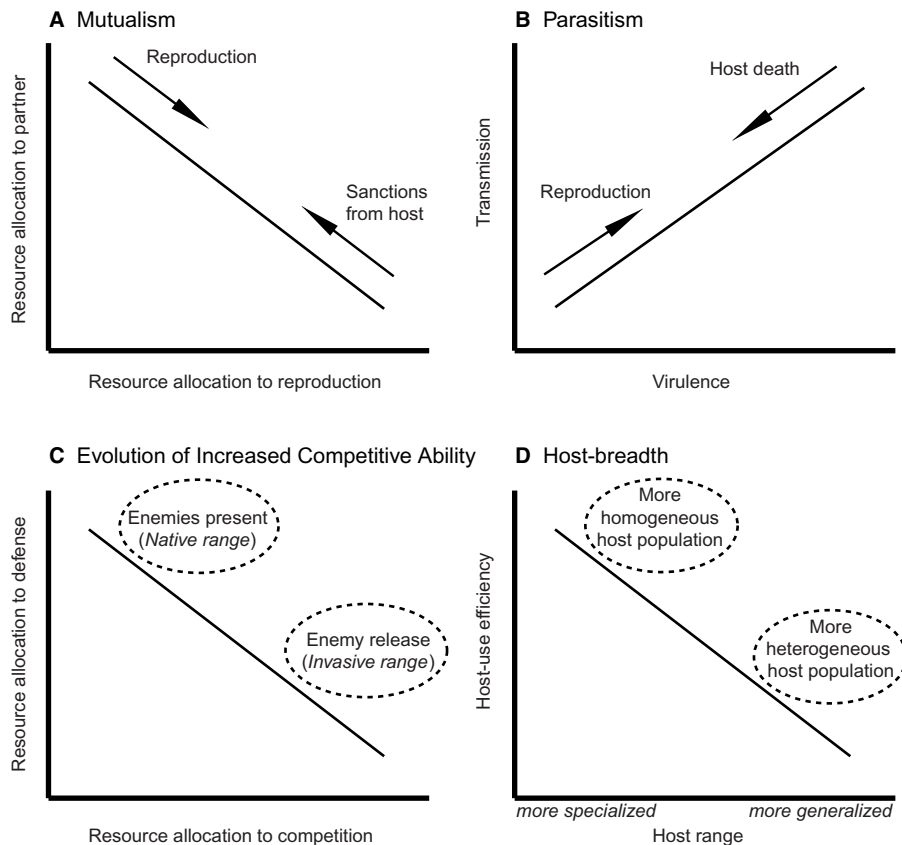 A Mutualism
Resource allocation to partner
Reproduction
Sanctions
from host
Resource allocation to reproduction
B Parasitism
Transmission
Host death
Reproduction
Virulence
C Evolution of Increased Competitive Ability
Resource allocation to defense
Enemies present
(Native range)
Enemy release
(Invasive range)
Resource allocation to competition
D Host-breadth
Host-use efficiency
More
homogeneous
host population
More
heterogeneous
host population
more specialized
more generalized
Host range